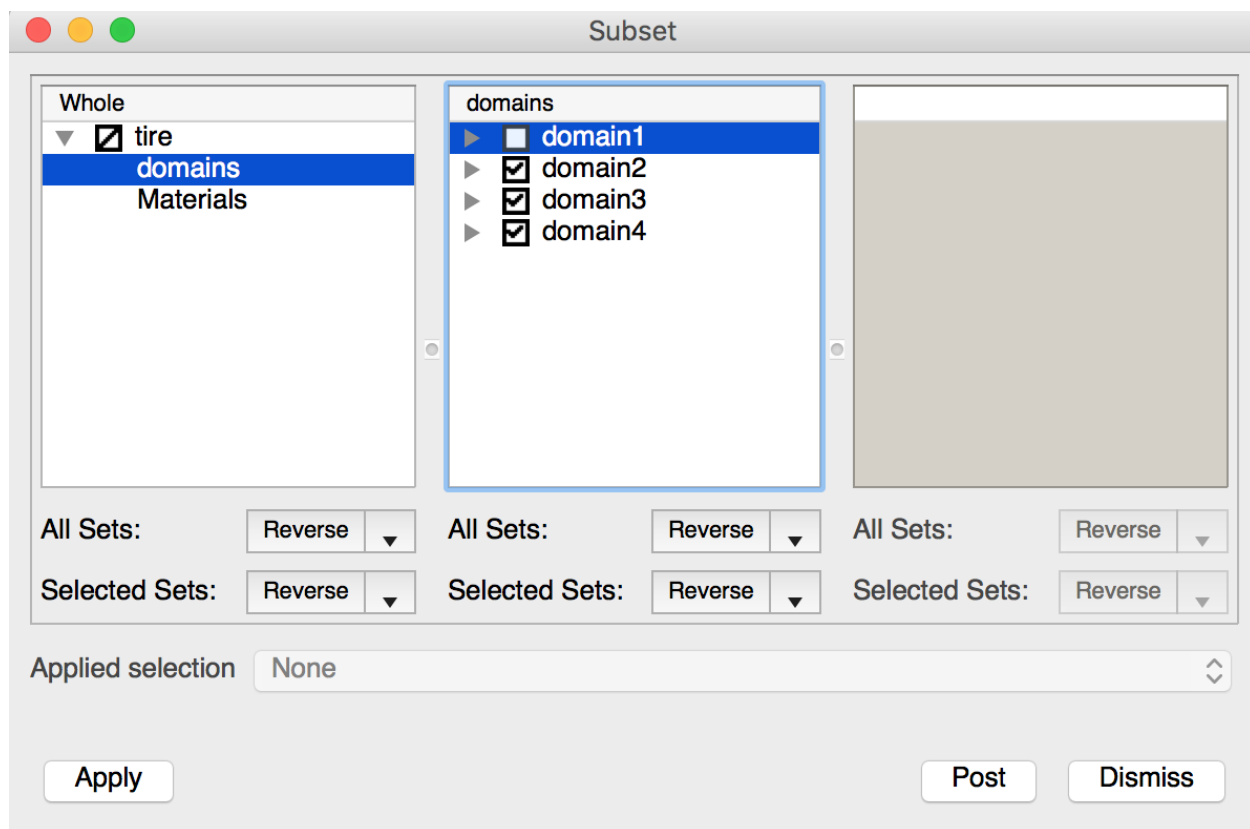 Subset
Whole
tire
domains
Materials
domains
domain1
domain2
domain3
domain4
All Sets: Reverse
Selected Sets: Reverse
All Sets: Reverse
Selected Sets: Reverse
All Sets: Reverse
Selected Sets: Reverse
Applied selection None
Apply Post Dismiss